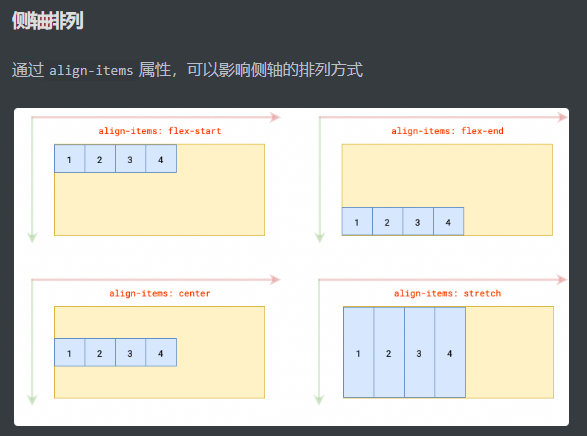 侧轴排列
通过 align-items 属性，可以影响侧轴的排列方式
align-items: flex-start
1 2 3 4
align-items: flex-end
1 2 3 4
align-items: center
1 2 3 4
align-items: stretch
1 2 3 4